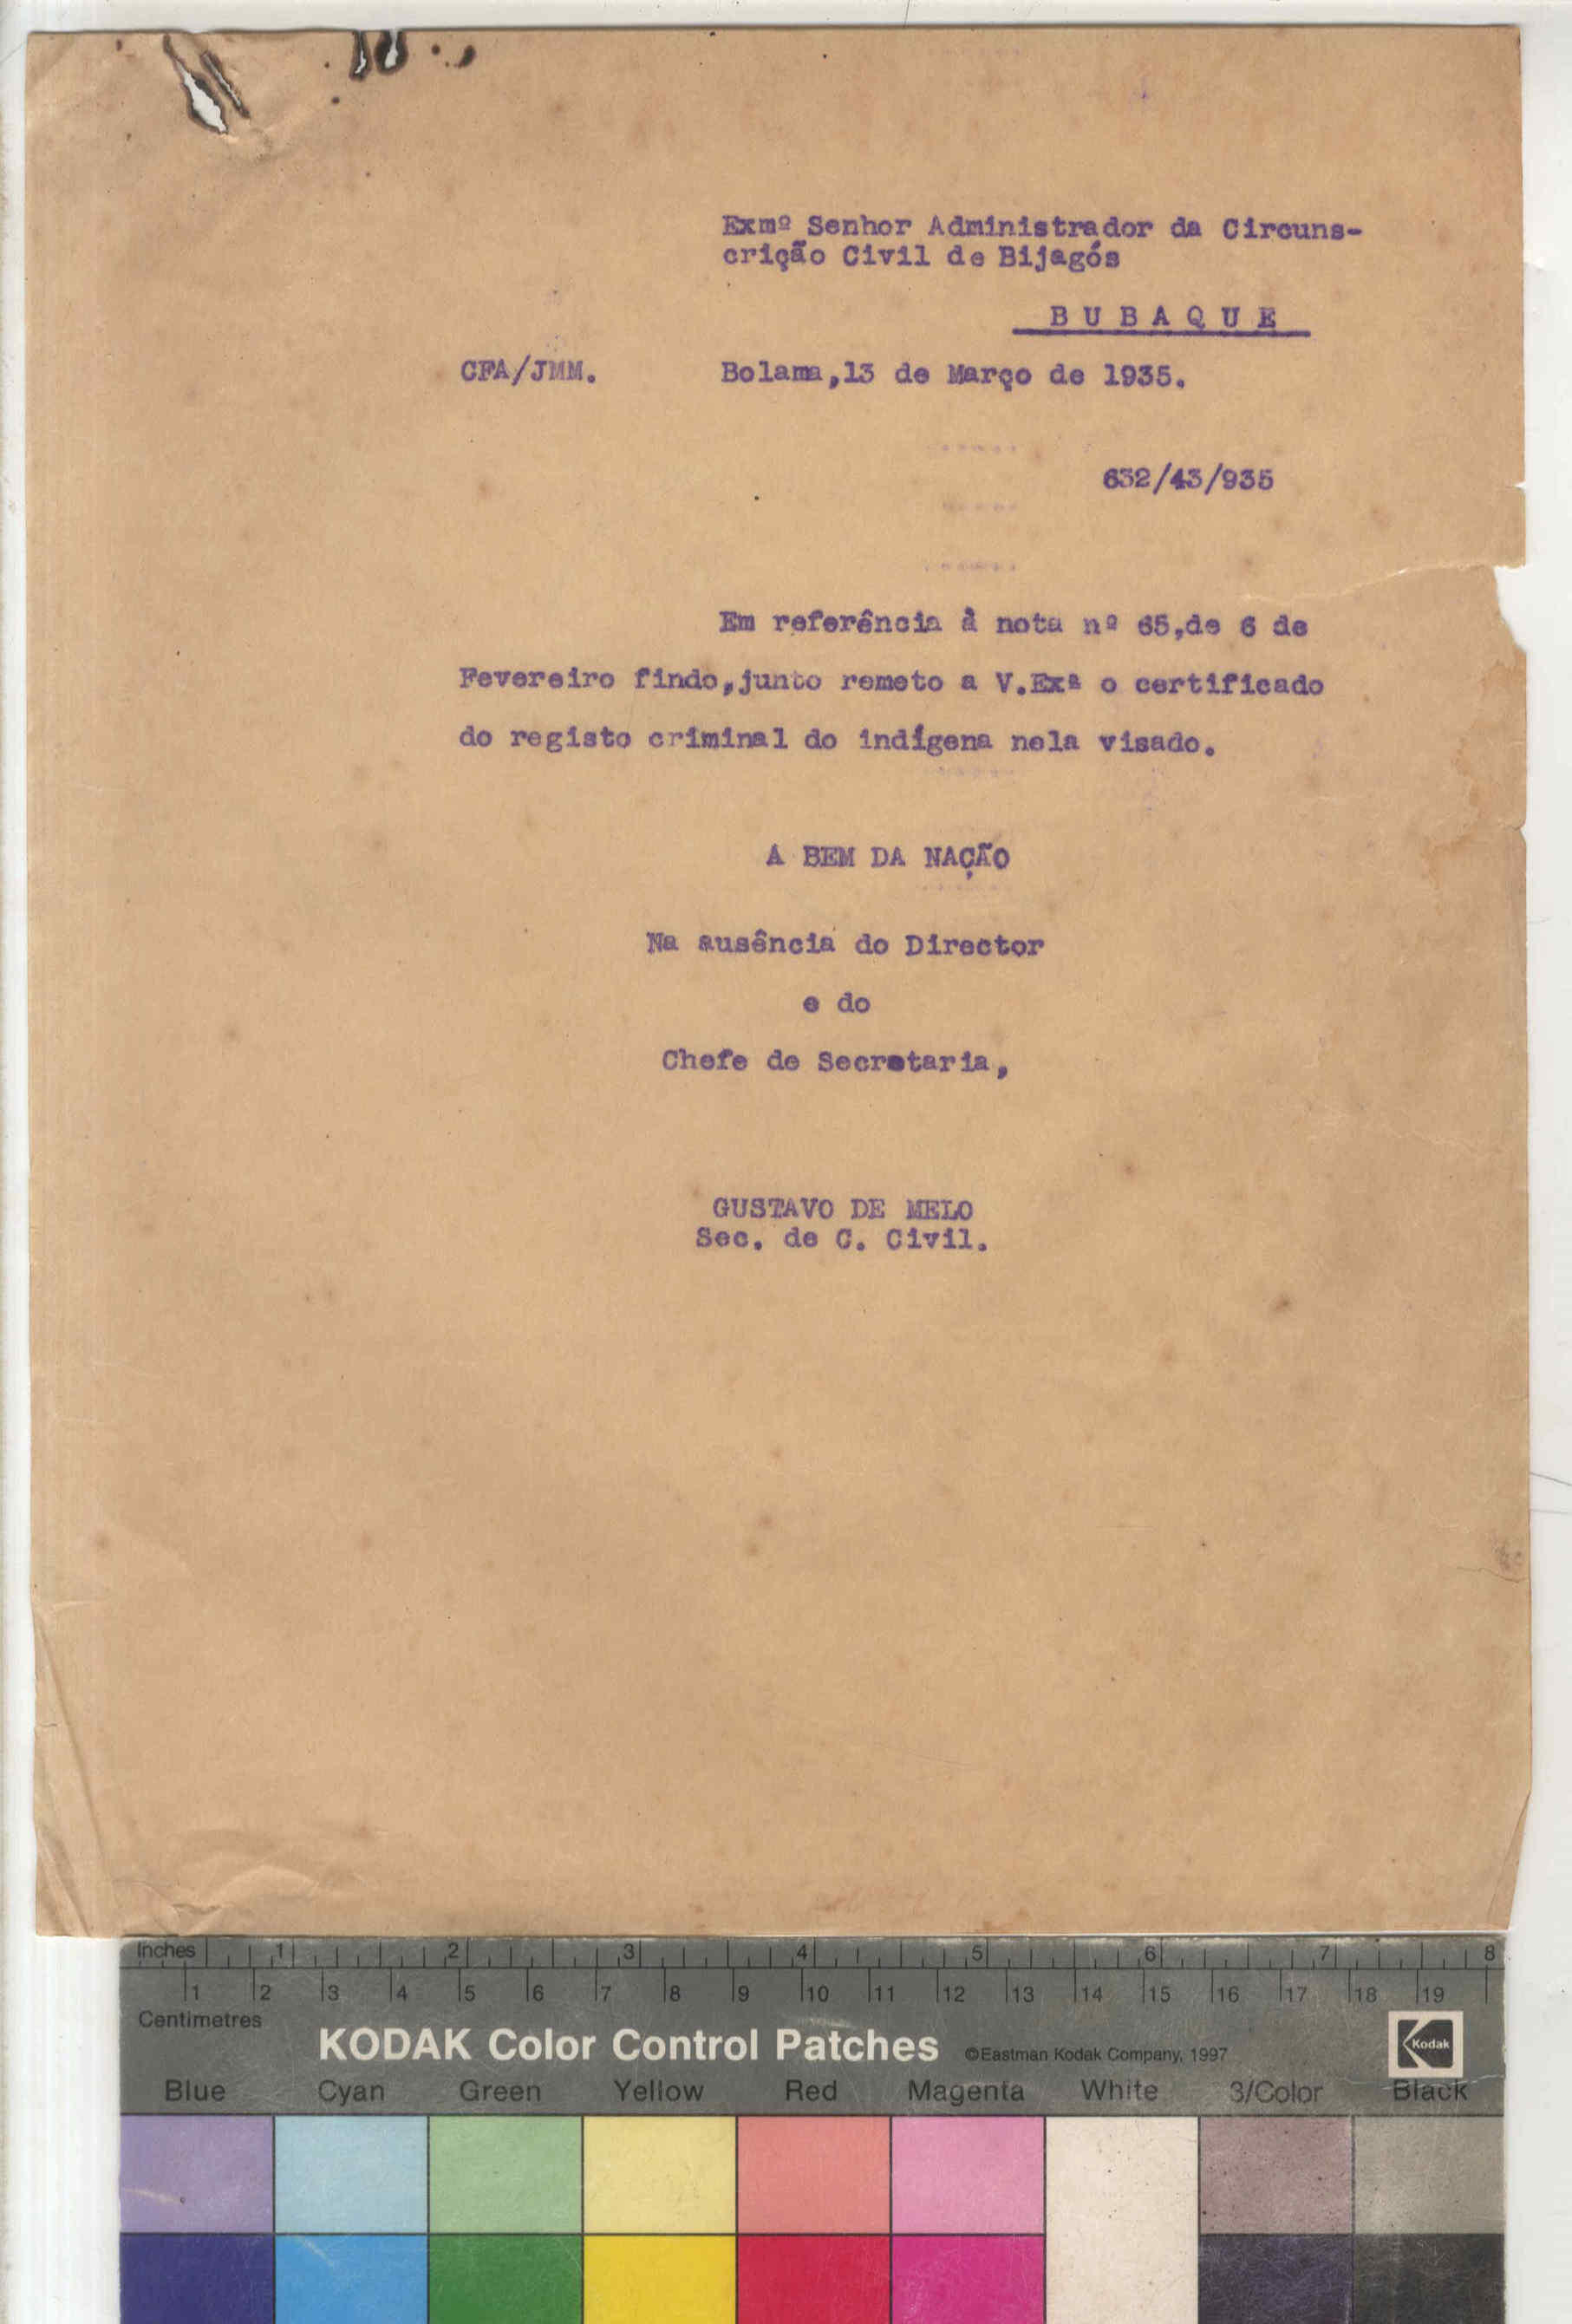 Exmº Senhor Administrador da Circuns-
crição Civil de Bijagós
BUBAQUE
CFA/JMM. Bolama,13 de Março de 1935.
632/43/935
Em referência à nota nº 65,de 6 de
Fevereiro findo,junto remeto a V.Exª o certificado
do registo criminal do indígena nela visado.
A BEM DA NAÇÃO
Na ausência do Director
e do
Chefe de Secretaria,
GUSTAVO DE MELO
Sec. de C. Civil.
Inches 1 2 3 4 5 6 7 8
1 2 3 4 5 6 7 8 9 10 11 12 13 14 15 16 17 18 19
Centimetres
KODAK Color Control Patches ©Eastman Kodak Company, 1997 Kodak
Blue Cyan Green Yellow Red Magenta White 3/Color Black